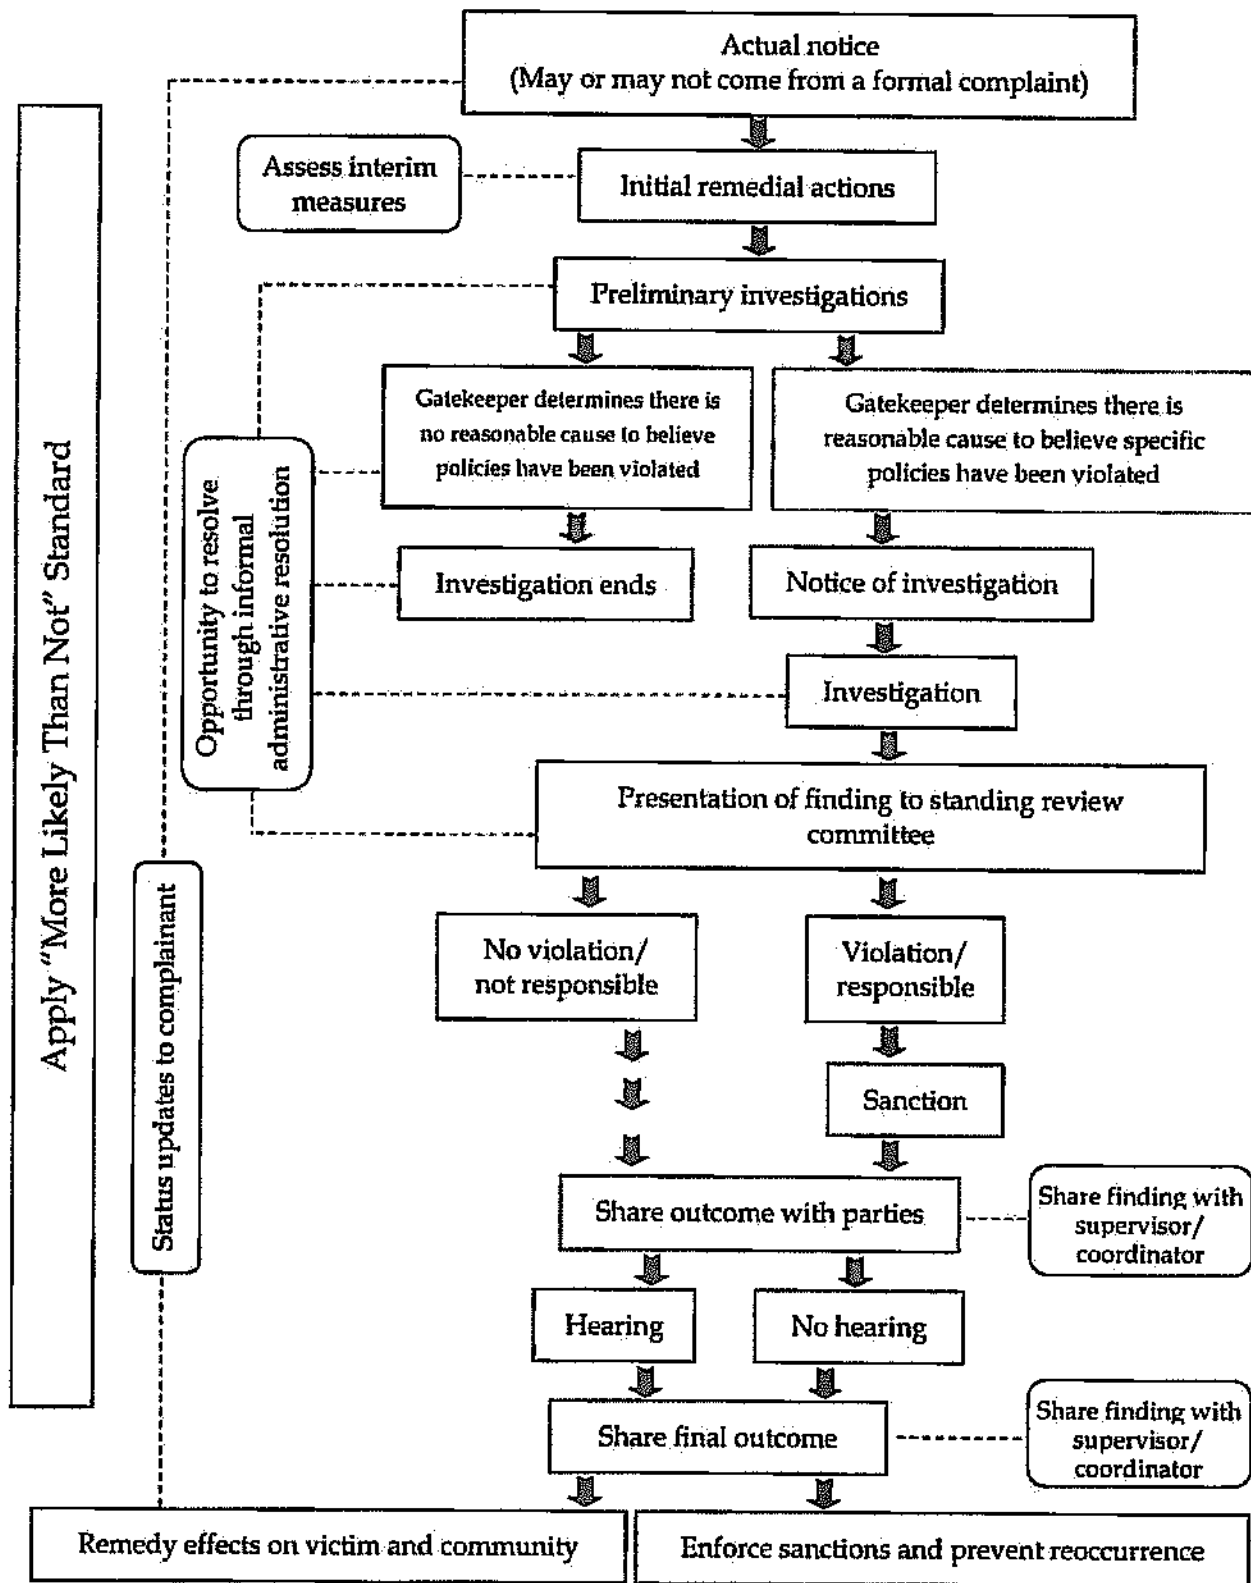 Actual notice
(May or may not come from a formal complaint)
Assess interim
measures
Initial remedial actions
Preliminary investigations
Gatekeeper determines there is
no reasonable cause to believe
policies have been violated
Gatekeeper determines there is
reasonable cause to believe specific
policies have been violated
Opportunity to resolve
through informal
administrative resolution
Apply "More Likely Than Not" Standard
Investigation ends
Notice of investigation
Investigation
Presentation of finding to standing review
committee
Status updates to complainant
No violation/
not responsible
Violation/
responsible
Sanction
Share outcome with parties
Share finding with
supervisor/
coordinator
Hearing
No hearing
Share final outcome
Share finding with
supervisor/
coordinator
Remedy effects on victim and community
Enforce sanctions and prevent reoccurrence